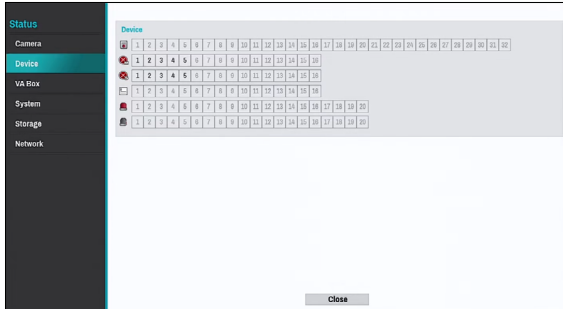 Status
Camera
Device
VA Box
System
Storage
Network
Device
1 2 3 4 5 6 7 8 9 10 11 12 13 14 15 16 17 18 19 20 21 22 23 24 25 26 27 28 29 30 31 32
1 2 3 4 5 6 7 8 9 10 11 12 13 14 15 16
1 2 3 4 5 6 7 8 9 10 11 12 13 14 15 16
1 2 3 4 5 6 7 8 9 10 11 12 13 14 15 16
1 2 3 4 5 6 7 8 9 10 11 12 13 14 15 16 17 18 19 20
1 2 3 4 5 6 7 8 9 10 11 12 13 14 15 16 17 18 19 20
Close